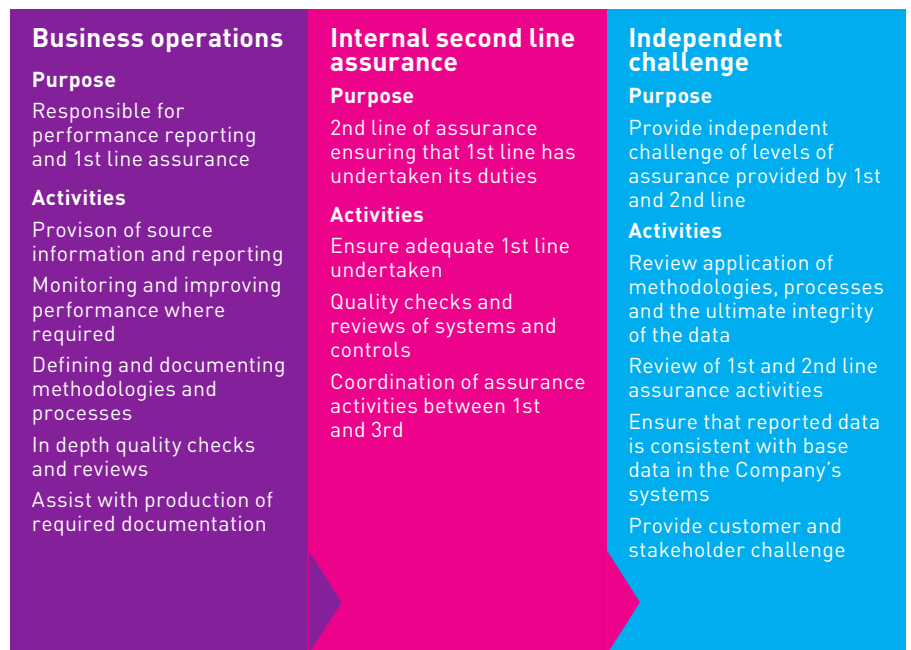 Business operations
Purpose
Responsible for
performance reporting
and 1st line assurance
Activities
Provison of source
information and reporting
Monitoring and improving
performance where
required
Defining and documenting
methodologies and
processes
In depth quality checks
and reviews
Assist with production of
required documentation
Internal second line
assurance
Purpose
2nd line of assurance
ensuring that 1st line has
undertaken its duties
Activities
Ensure adequate 1st line
undertaken
Quality checks and
reviews of systems and
controls
Coordination of assurance
activities between 1st
and 3rd
Independent
challenge
Purpose
Provide independent
challenge of levels of
assurance provided by 1st
and 2nd line
Activities
Review application of
methodologies, processes
and the ultimate integrity
of the data
Review of 1st and 2nd line
assurance activities
Ensure that reported data
is consistent with base
data in the Company's
systems
Provide customer and
stakeholder challenge